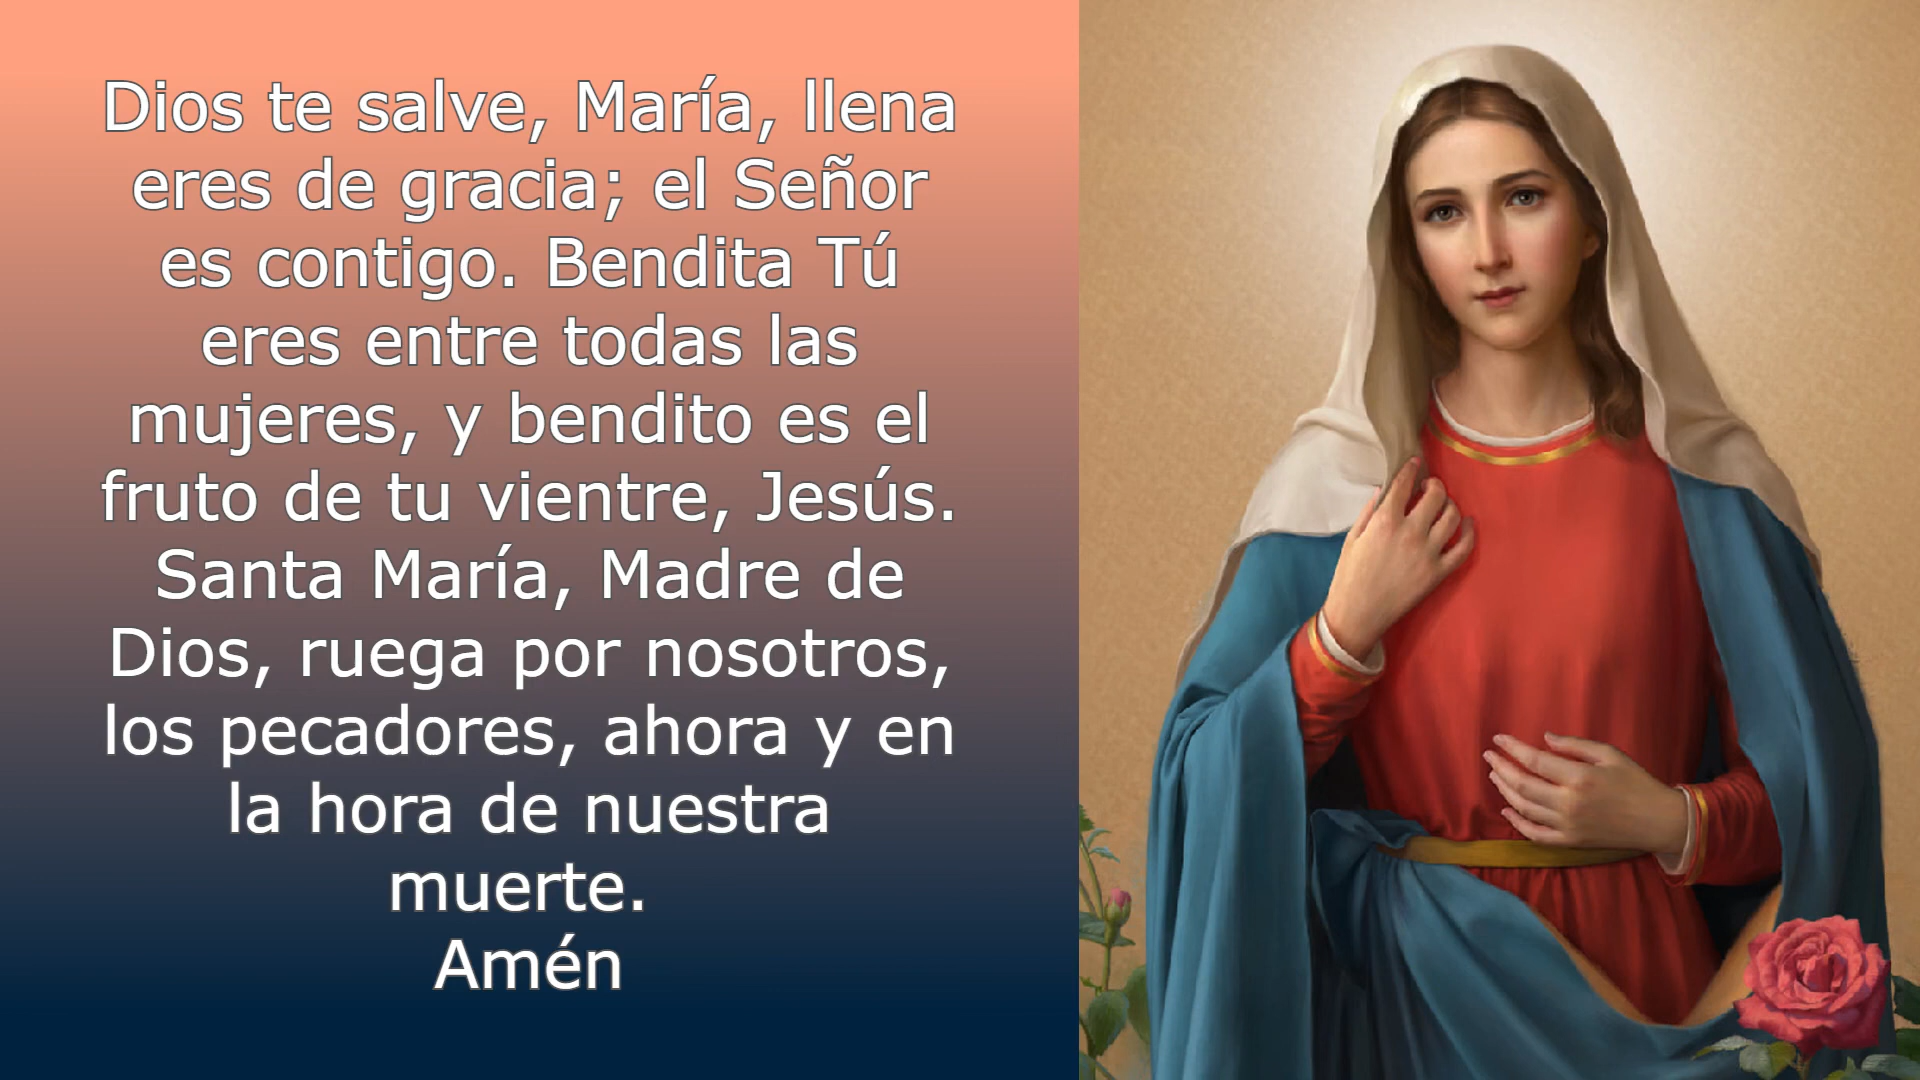 Dios te salve, María, llena
eres de gracia; el Señor
es contigo. Bendita Tú
eres entre todas las
mujeres, y bendito es el
fruto de tu vientre, Jesús.
Santa María, Madre de
Dios, ruega por nosotros,
los pecadores, ahora y en
la hora de nuestra
muerte.
Amén